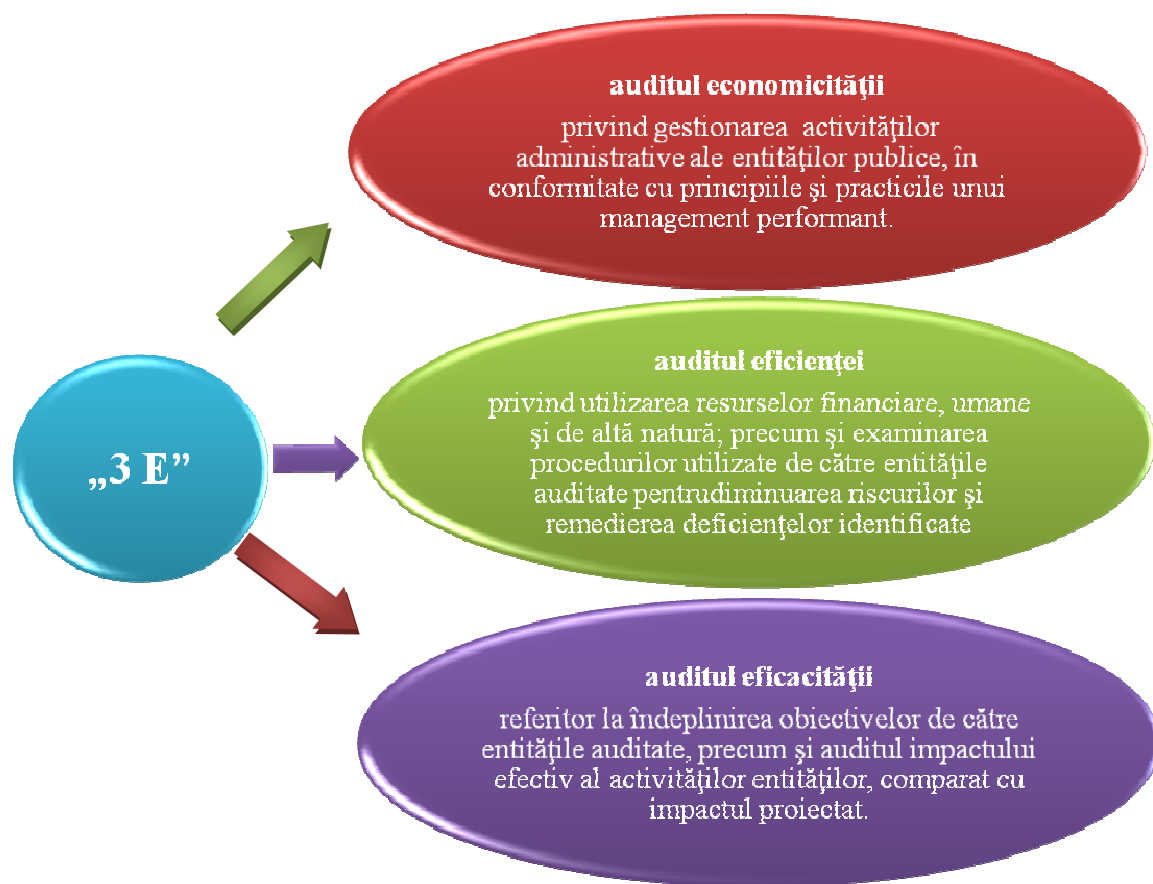 auditul economicităţii
privind gestionarea activităţilor
administrative ale entităţilor publice, în
conformitate cu principiile şi practicile unui
management performant.
„3 E”
auditul eficienţei
privind utilizarea resurselor financiare, umane
şi de altă natură; precum şi examinarea
procedurilor utilizate de către entităţile
auditate pentrudiminuarea riscurilor şi
remedierea deficienţelor identificate
auditul eficacităţii
referitor la îndeplinirea obiectivelor de către
entităţile auditate, precum şi auditul impactului
efectiv al activităţilor entităţilor, comparat cu
impactul proiectat.